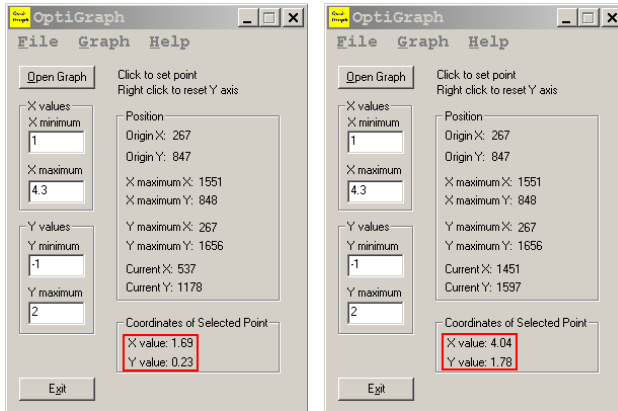 OptiGraph
File Graph Help
Open Graph
Click to set point
Right click to reset Y axis
X values
X minimum
1
X maximum
4.3
Y values
Y minimum
-1
Y maximum
2
Position
Origin X: 267
Origin Y: 847
X maximum X: 1551
X maximum Y: 848
Y maximum X: 267
Y maximum Y: 1656
Current X: 537
Current Y: 1178
Coordinates of Selected Point
X value: 1.69
Y value: 0.23
Exit
OptiGraph
File Graph Help
Open Graph
Click to set point
Right click to reset Y axis
X values
X minimum
1
X maximum
4.3
Y values
Y minimum
-1
Y maximum
2
Position
Origin X: 267
Origin Y: 847
X maximum X: 1551
X maximum Y: 848
Y maximum X: 267
Y maximum Y: 1656
Current X: 1451
Current Y: 1597
Coordinates of Selected Point
X value: 4.04
Y value: 1.78
Exit